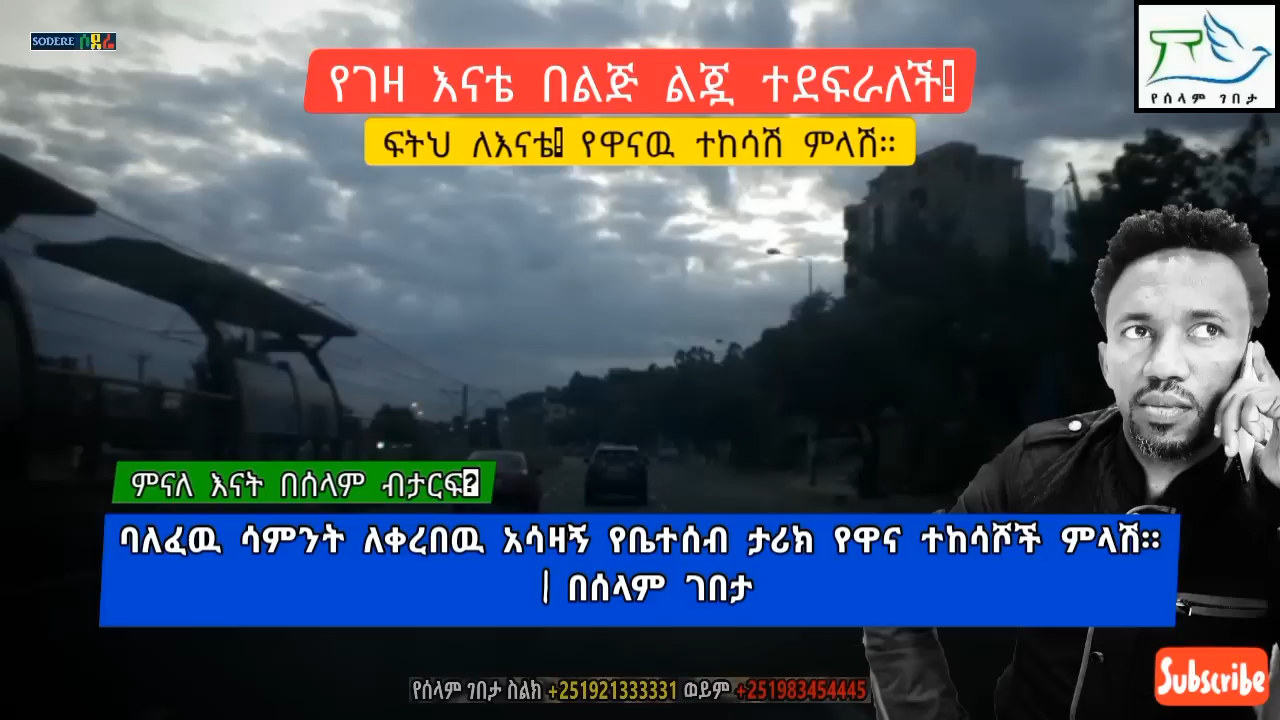 SODERE ሶደሬ
የሰላም ገበታ
የገዛ እናቴ በልጅ ልጇ ተደፍራለች
ፍትህ ለእናቴ የዋናዉ ተከሳሽ ምላሽ።
ምናለ እናት በሰላም ብታርፍ?
ባለፈዉ ሳምንት ለቀረበዉ አሳዛኝ የቤተሰብ ታሪክ የዋና ተከሳሾች ምላሽ።
| በሰላም ገበታ
Subscribe
የሰላም ገበታ ስልክ +251921333331 ወይም +251983454445